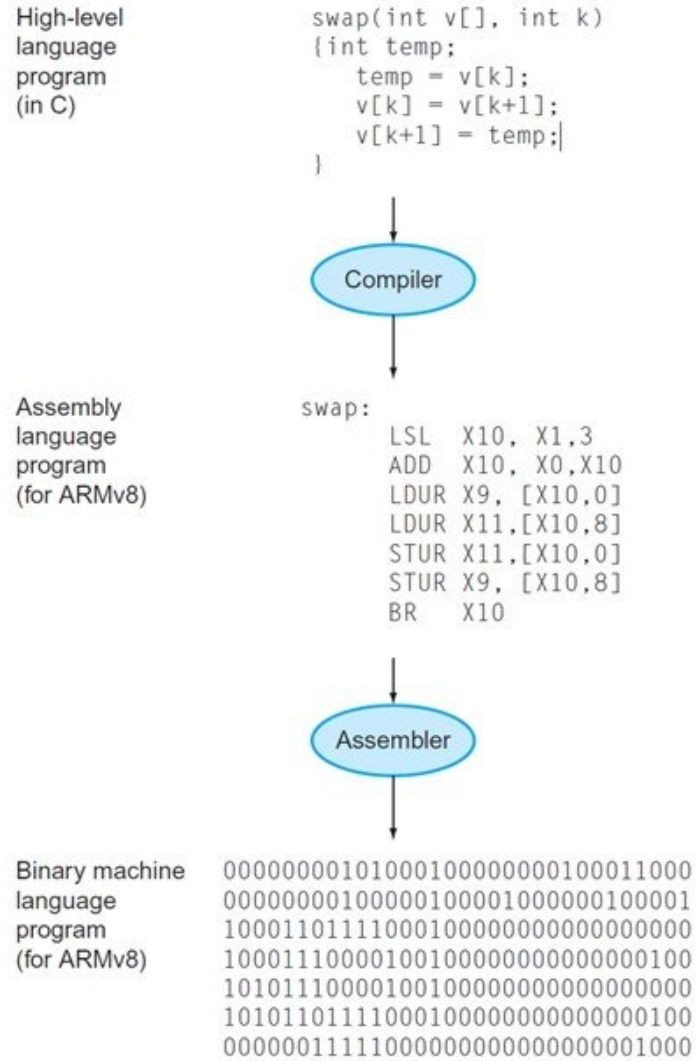 High-level
language
program
(in C)
swap(int v[], int k)
{int temp;
temp = v[k];
v[k] = v[k+1];
v[k+1] = temp;
}
Compiler
Assembly
language
program
(for ARMv8)
swap:
LSL X10, X1,3
ADD X10, X0,X10
LDUR X9, [X10,0]
LDUR X11,[X10,8]
STUR X11,[X10,0]
STUR X9, [X10,8]
BR X10
Assembler
Binary machine
language
program
(for ARMv8)
00000000101000100000000100011000
00000000100000100001000000100001
10001101111000100000000000000000
10001110000100100000000000000100
10101110000100100000000000000000
10101101111000100000000000000100
00000011111000000000000000001000